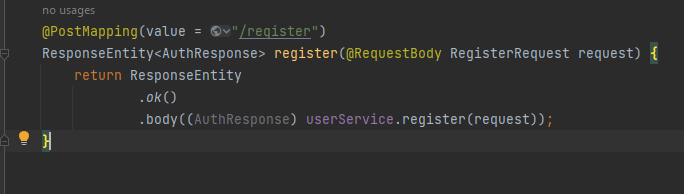 no usages
@PostMapping(value = "/register")
ResponseEntity<AuthResponse> register(@RequestBody RegisterRequest request) {
return ResponseEntity
.ok()
.body((AuthResponse) userService.register(request));
}